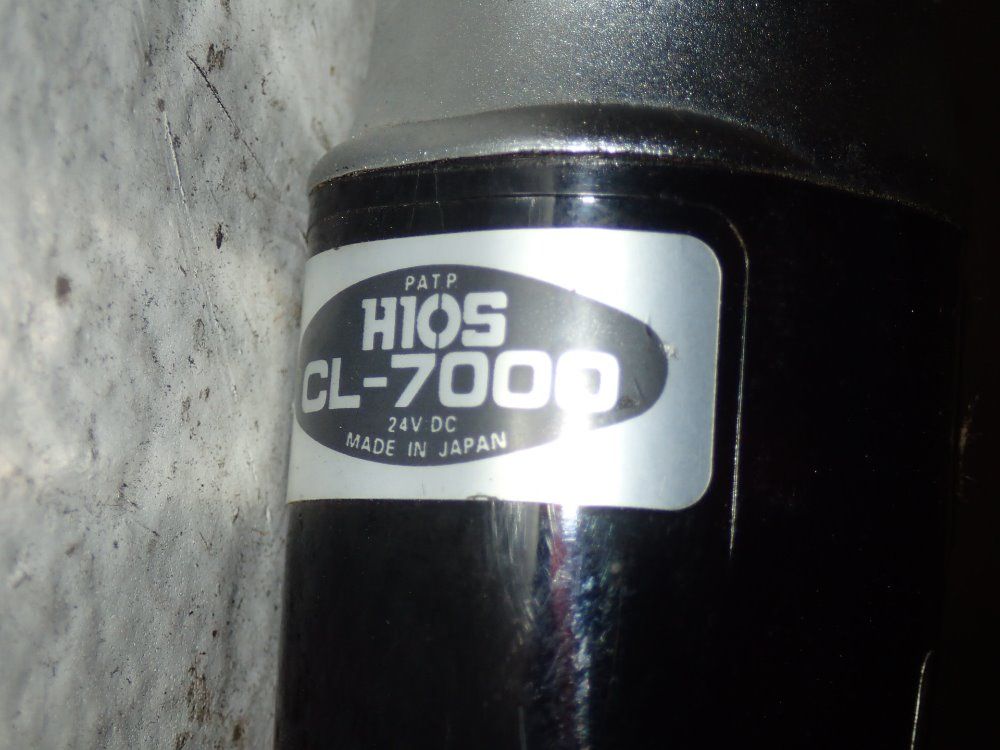 PAT P.
HIOS
CL-7000
24V DC
MADE IN JAPAN